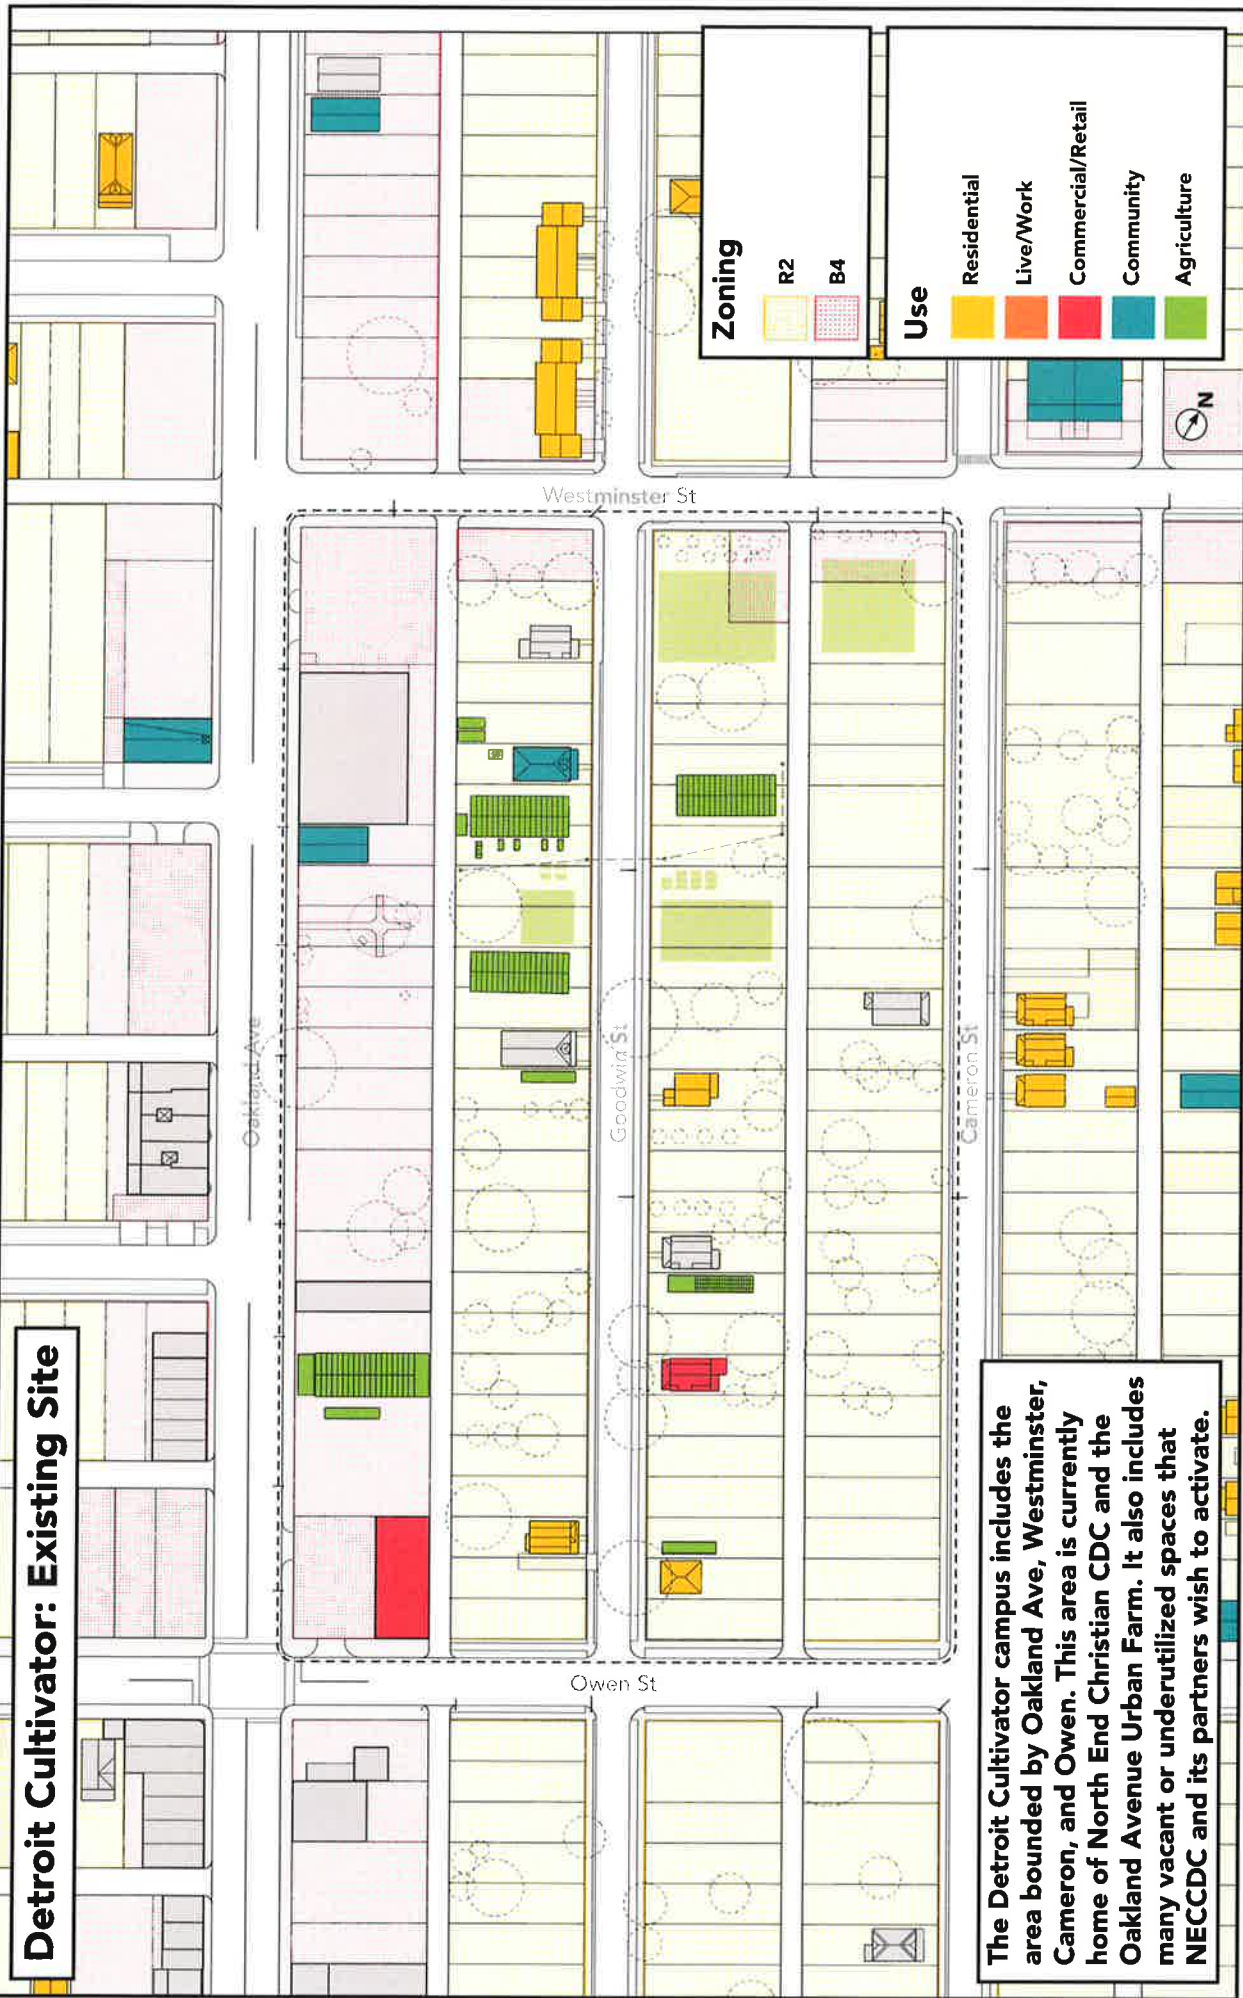 Detroit Cultivator: Existing Site
Oakland Ave
Westminster St
Goodwin St
Cameron St
Owen St
Zoning
R2
B4
Use
Residential
Live/Work
Commercial/Retail
Community
Agriculture
N
The Detroit Cultivator campus includes the
area bounded by Oakland Ave, Westminster,
Cameron, and Owen. This area is currently
home of North End Christian CDC and the
Oakland Avenue Urban Farm. It also includes
many vacant or underutilized spaces that
NECCDC and its partners wish to activate.